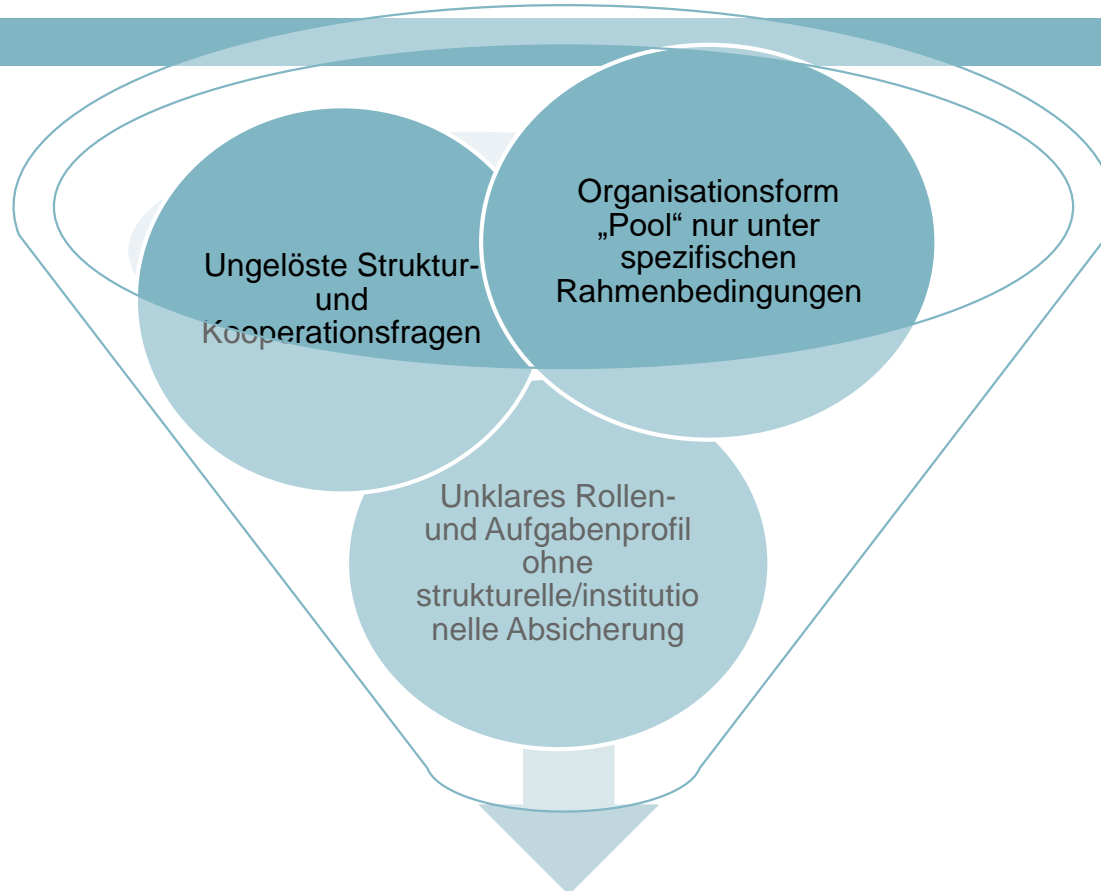 Ungelöste Struktur-
und
Kooperationsfragen
Organisationsform
„Pool“ nur unter
spezifischen
Rahmenbedingungen
Unklares Rollen-
und Aufgabenprofil
ohne
strukturelle/institutio
nelle Absicherung